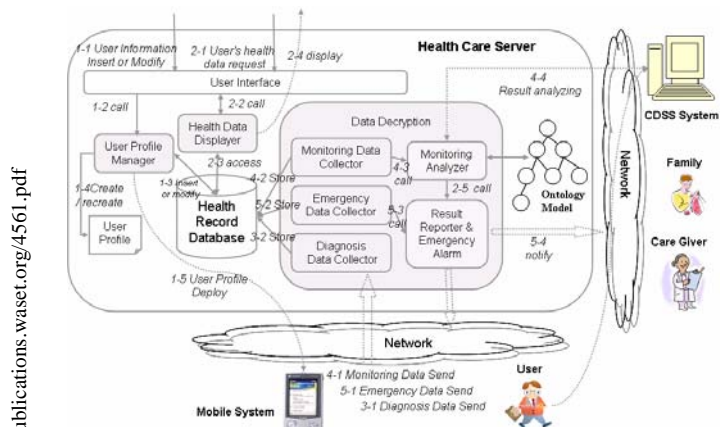 1-1 User Information
Insert or Modify
2-1 User's health
data request
2-4 display
Health Care Server
User Interface
1-2 call
2-2 call
4-4
Result analyzing
CDSS System
Health Data
Displayer
Data Decryption
User Profile
Manager
2-3 access
Monitoring Data
Collector
4-3
call
Monitoring
Analyzer
Network
Family
1-4Create
/ recreate
1-3 Insert
or modify
4-2 Store
2-5 call
Ontology
Model
User
Profile
Health
Record
Database
5-2 Store
Emergency
Data Collector
5-3
call
Result
Reporter &
Emergency
Alarm
Care Giver
3-2 Store
Diagnosis
Data Collector
5-4
notify
1-5 User Profile
Deploy
Network
4-1 Monitoring Data Send
5-1 Emergency Data Send
3-1 Diagnosis Data Send
User
Mobile System
ublications.waset.org/4561.pdf